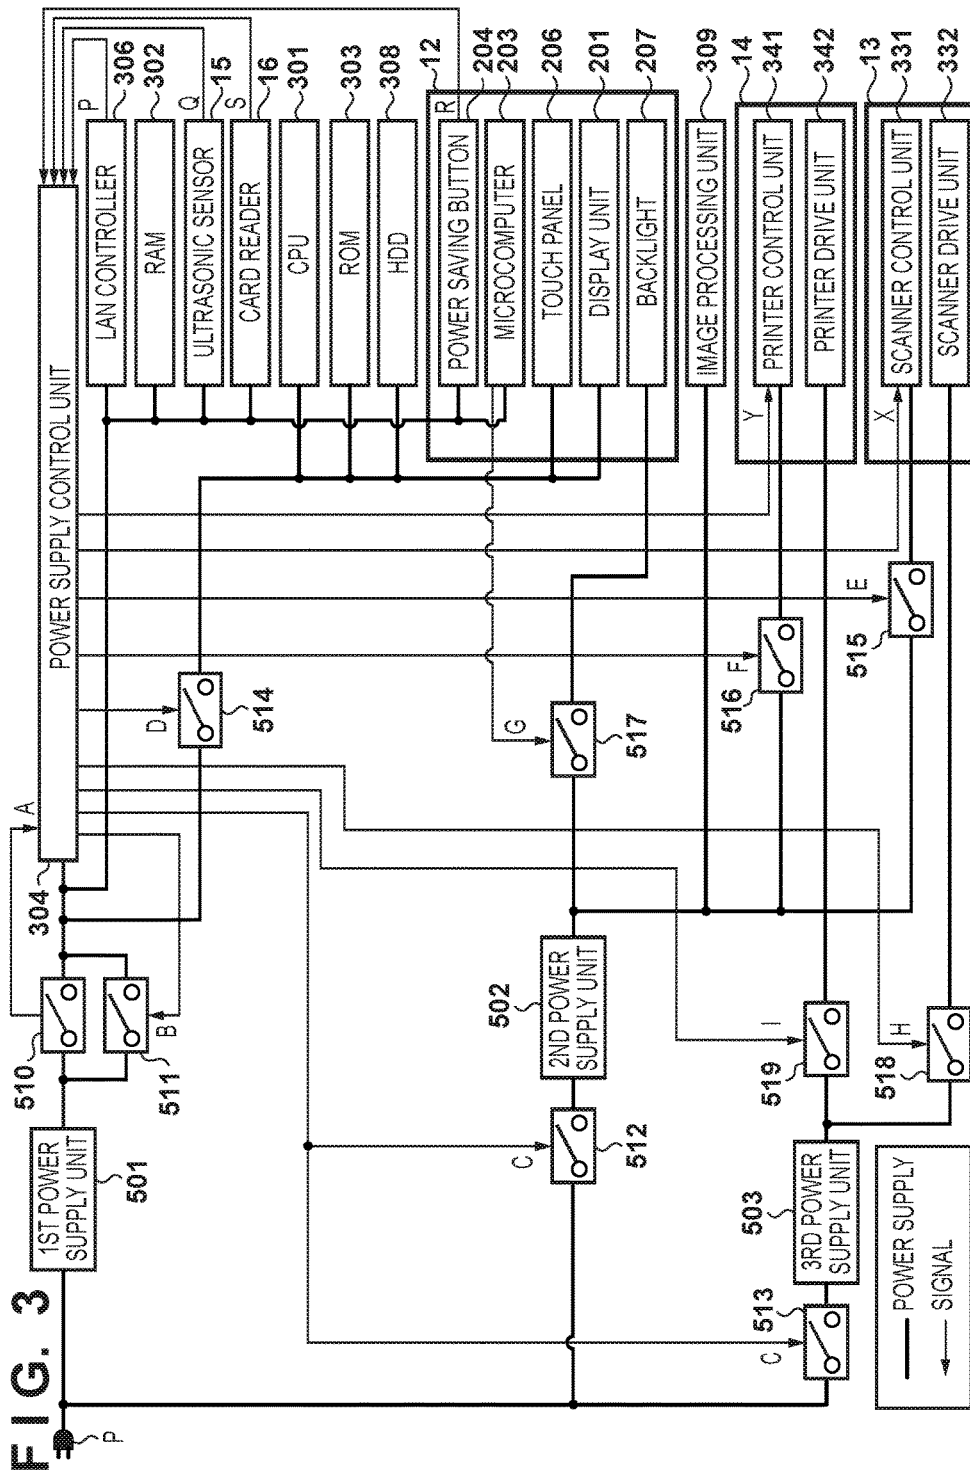 FIG. 3
P
1ST POWER
SUPPLY UNIT
501
510
511
B
A
304
POWER SUPPLY CONTROL UNIT
P
LAN CONTROLLER
306
RAM
302
Q
ULTRASONIC SENSOR
15
S
CARD READER
16
CPU
301
ROM
303
HDD
308
12
R
POWER SAVING BUTTON
204
MICROCOMPUTER
203
TOUCH PANEL
206
DISPLAY UNIT
201
BACKLIGHT
207
IMAGE PROCESSING UNIT
309
14
Y
PRINTER CONTROL UNIT
341
PRINTER DRIVE UNIT
342
13
X
SCANNER CONTROL UNIT
331
SCANNER DRIVE UNIT
332
D
514
G
517
F
516
E
515
C
512
2ND POWER
SUPPLY UNIT
502
C
513
3RD POWER
SUPPLY UNIT
503
I
519
H
518
POWER SUPPLY
SIGNAL